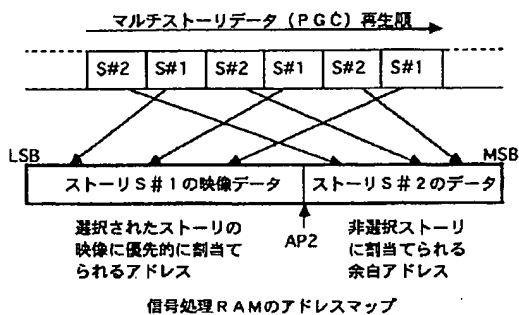 マルチストーリデータ（PGC）再生順
S#2 S#1 S#2 S#1 S#2 S#1
LSB MSB
ストーリS#1の映像データ ストーリS#2のデータ
選択されたストーリの
映像に優先的に割当て
られるアドレス
AP2
非選択ストーリ
に割当てられる
余白アドレス
信号処理RAMのアドレスマップ